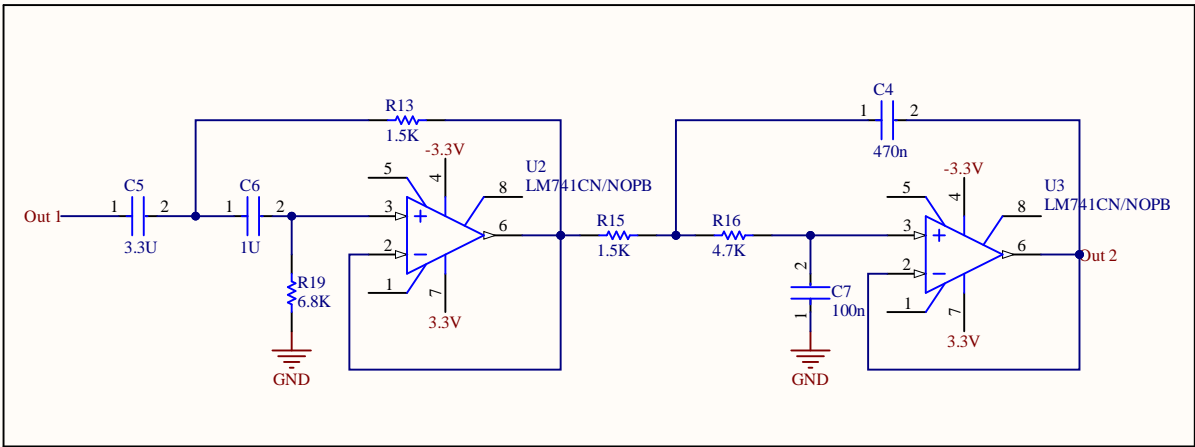 C4
1
2
470n
R13
1.5K
-3.3V
5
4
U2
LM741CN/NOPB
8
-3.3V
5
4
U3
LM741CN/NOPB
8
C5
1
2
3.3U
C6
1
2
1U
Out 1
3
6
2
R15
1.5K
R16
4.7K
3
6
2
Out 2
R19
6.8K
1
7
3.3V
GND
2
C7
100n
1
GND
1
7
3.3V
+
−
+
−